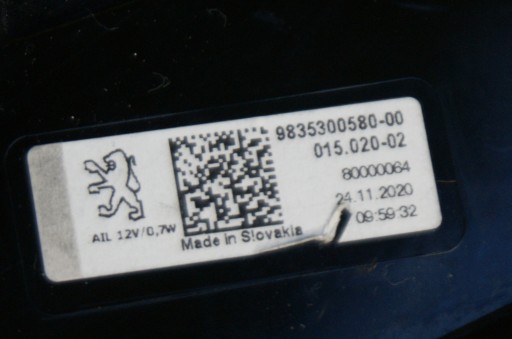 9835300580-00
015.020-02
80000064
24.11.2020
09:59:32
AIL 12V/0,7W
Made in Slovakia